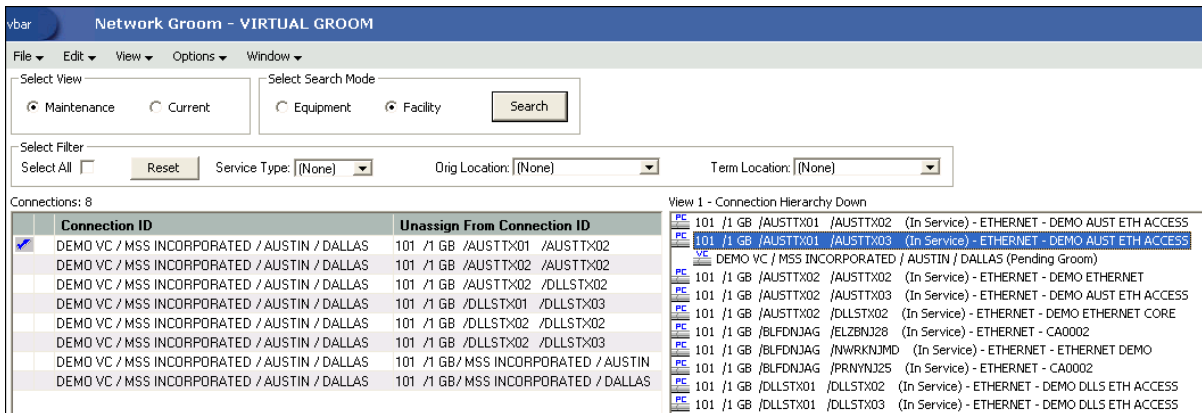 vbar Network Groom - VIRTUAL GROOM
File Edit View Options Window
Select View
Maintenance Current
Select Search Mode
Equipment Facility Search
Select Filter
Select All Reset Service Type: (None) Orig Location: (None) Term Location: (None)
Connections: 8
Connection ID Unassign From Connection ID
DEMO VC / MSS INCORPORATED / AUSTIN / DALLAS 101 /1 GB /AUSTTX01 /AUSTTX02
DEMO VC / MSS INCORPORATED / AUSTIN / DALLAS 101 /1 GB /AUSTTX02 /AUSTTX02
DEMO VC / MSS INCORPORATED / AUSTIN / DALLAS 101 /1 GB /AUSTTX02 /DLLSTX02
DEMO VC / MSS INCORPORATED / AUSTIN / DALLAS 101 /1 GB /DLLSTX01 /DLLSTX03
DEMO VC / MSS INCORPORATED / AUSTIN / DALLAS 101 /1 GB /DLLSTX02 /DLLSTX02
DEMO VC / MSS INCORPORATED / AUSTIN / DALLAS 101 /1 GB /DLLSTX02 /DLLSTX03
DEMO VC / MSS INCORPORATED / AUSTIN / DALLAS 101 /1 GB/ MSS INCORPORATED / AUSTIN
DEMO VC / MSS INCORPORATED / AUSTIN / DALLAS 101 /1 GB/ MSS INCORPORATED / DALLAS
View 1 - Connection Hierarchy Down
PC 101 /1 GB /AUSTTX01 /AUSTTX02 (In Service) - ETHERNET - DEMO AUST ETH ACCESS
PC 101 /1 GB /AUSTTX01 /AUSTTX03 (In Service) - ETHERNET - DEMO AUST ETH ACCESS
VC DEMO VC / MSS INCORPORATED / AUSTIN / DALLAS (Pending Groom)
PC 101 /1 GB /AUSTTX02 /AUSTTX02 (In Service) - ETHERNET - DEMO ETHERNET
PC 101 /1 GB /AUSTTX02 /AUSTTX03 (In Service) - ETHERNET - DEMO AUST ETH ACCESS
PC 101 /1 GB /AUSTTX02 /DLLSTX02 (In Service) - ETHERNET - DEMO ETHERNET CORE
PC 101 /1 GB /BLFDNJAG /ELZBNJ28 (In Service) - ETHERNET - CA0002
PC 101 /1 GB /BLFDNJAG /NWRKNJMD (In Service) - ETHERNET - ETHERNET DEMO
PC 101 /1 GB /BLFDNJAG /PRNYNJ25 (In Service) - ETHERNET - CA0002
PC 101 /1 GB /DLLSTX01 /DLLSTX02 (In Service) - ETHERNET - DEMO DLLS ETH ACCESS
PC 101 /1 GB /DLLSTX01 /DLLSTX03 (In Service) - ETHERNET - DEMO DLLS ETH ACCESS